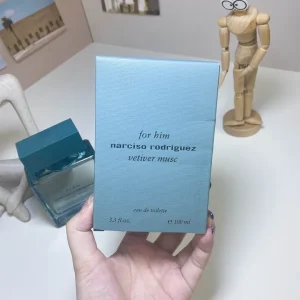 for him
narciso rodriguez
vetiver musc
eau de toilette
3.3 fl.oz. ℮ 100 ml